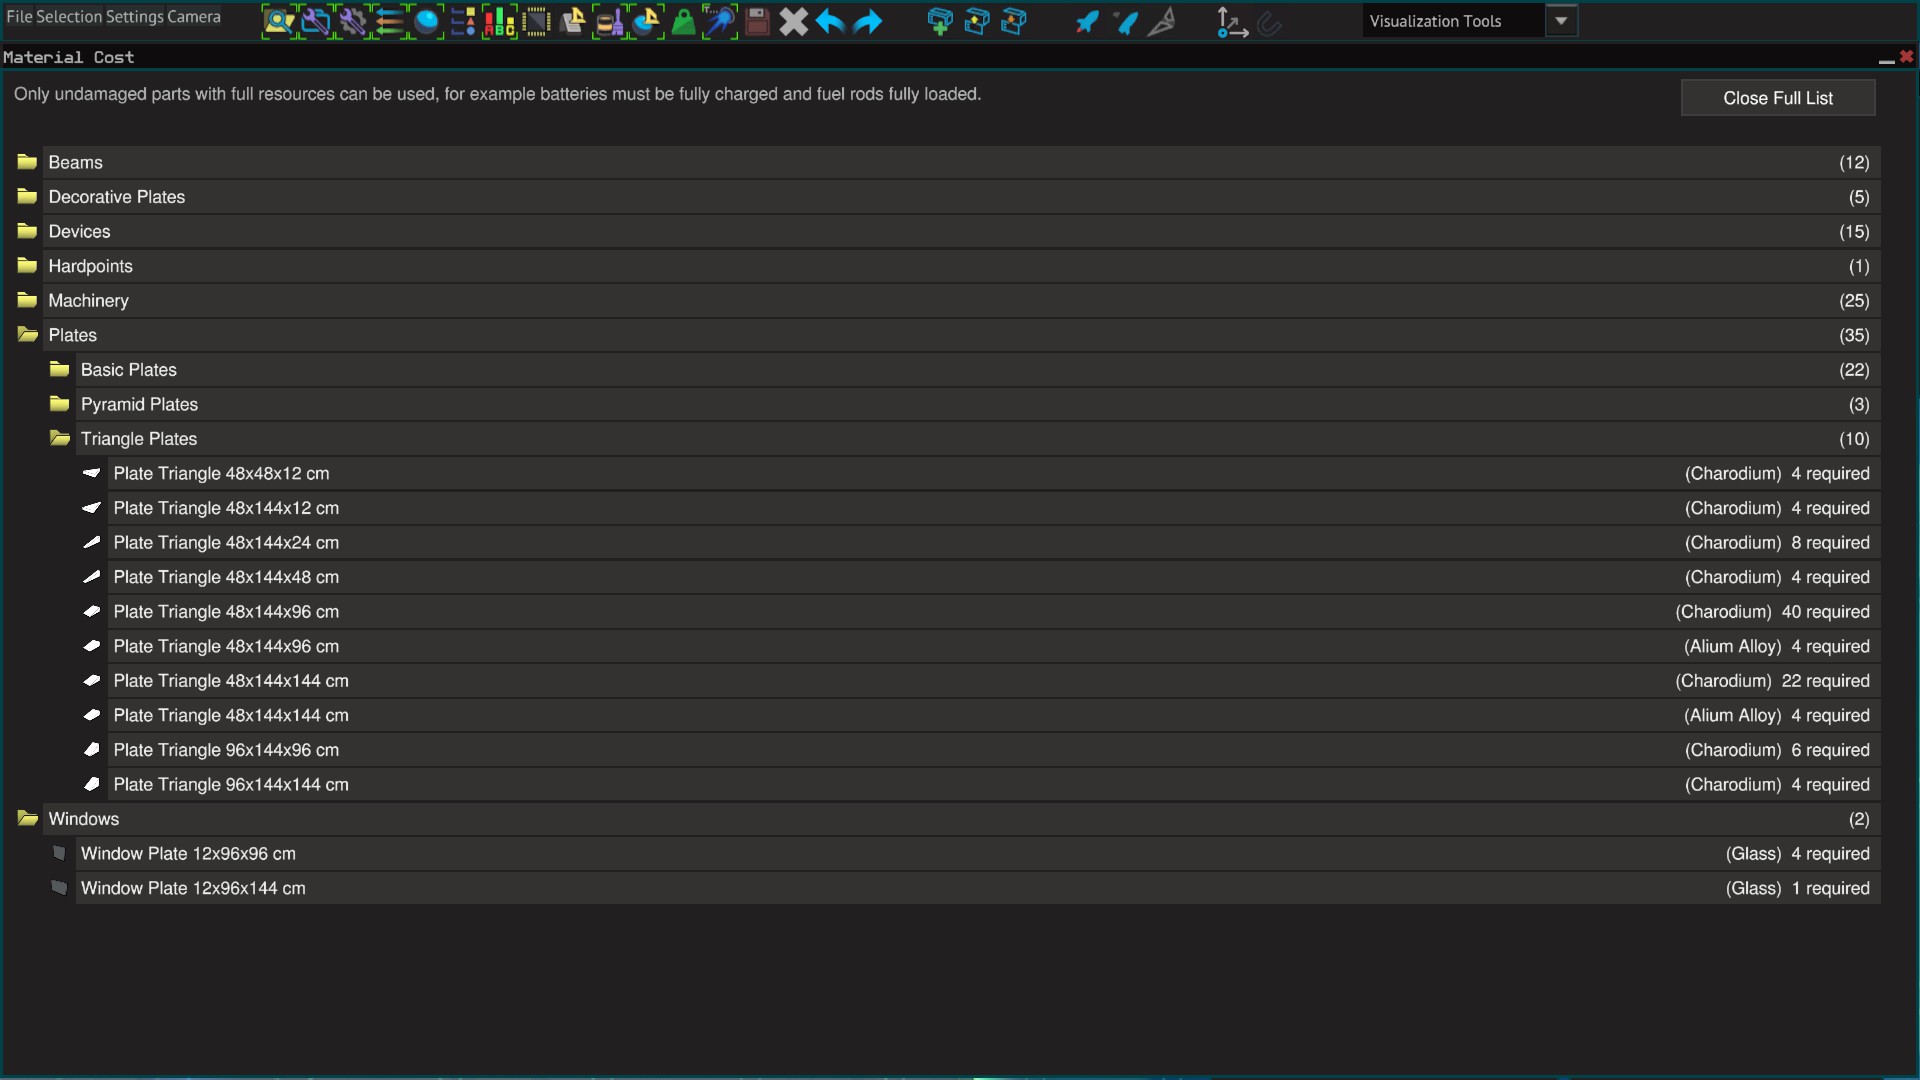 File Selection Settings Camera
ABC
Visualization Tools
Material Cost
Only undamaged parts with full resources can be used, for example batteries must be fully charged and fuel rods fully loaded.
Close Full List
Beams (12)
Decorative Plates (5)
Devices (15)
Hardpoints (1)
Machinery (25)
Plates (35)
Basic Plates (22)
Pyramid Plates (3)
Triangle Plates (10)
Plate Triangle 48x48x12 cm (Charodium) 4 required
Plate Triangle 48x144x12 cm (Charodium) 4 required
Plate Triangle 48x144x24 cm (Charodium) 8 required
Plate Triangle 48x144x48 cm (Charodium) 4 required
Plate Triangle 48x144x96 cm (Charodium) 40 required
Plate Triangle 48x144x96 cm (Alium Alloy) 4 required
Plate Triangle 48x144x144 cm (Charodium) 22 required
Plate Triangle 48x144x144 cm (Alium Alloy) 4 required
Plate Triangle 96x144x96 cm (Charodium) 6 required
Plate Triangle 96x144x144 cm (Charodium) 4 required
Windows (2)
Window Plate 12x96x96 cm (Glass) 4 required
Window Plate 12x96x144 cm (Glass) 1 required